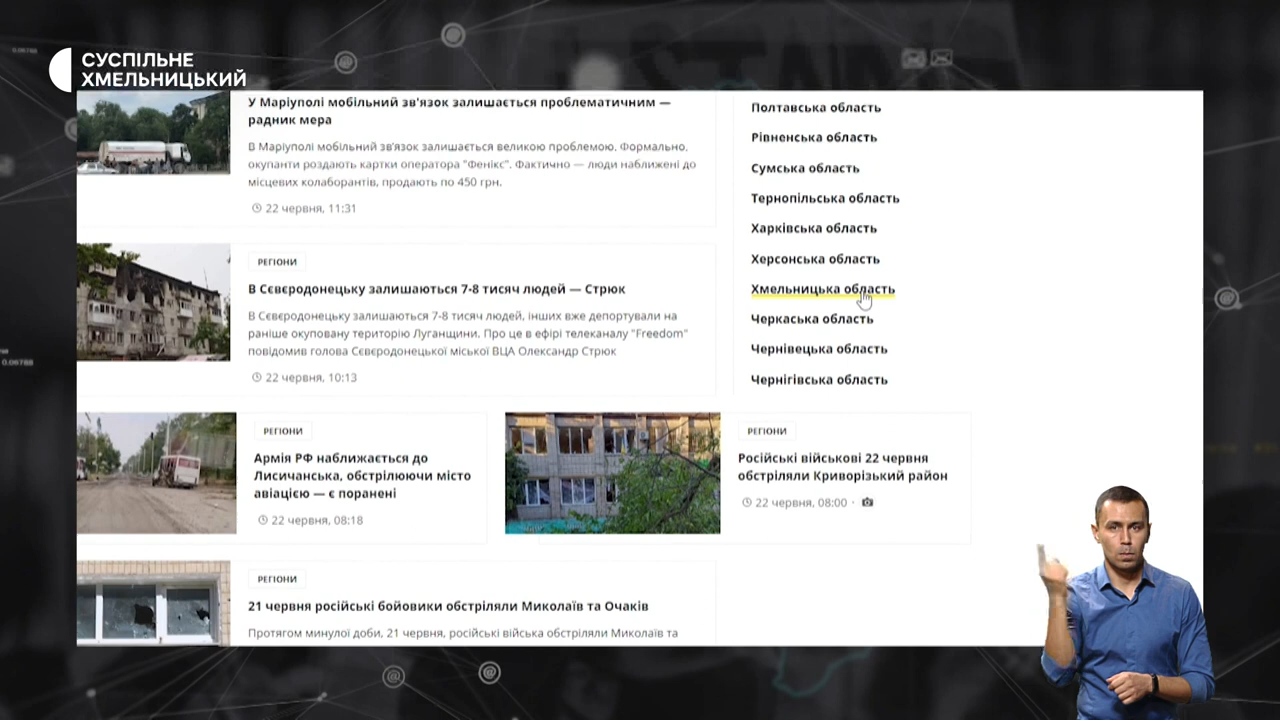 СУСПІЛЬНЕ
ХМЕЛЬНИЦЬКИЙ
У Маріуполі мобільний зв'язок залишається проблематичним —
радник мера
В Маріуполі мобільний зв'язок залишається великою проблемою. Формально,
окупанти роздають картки оператора "Фенікс". Фактично — люди наближені до
місцевих колаборантів, продають по 450 грн.
22 червня, 11:31
РЕГІОНИ
В Сєвєродонецьку залишаються 7-8 тисяч людей — Стрюк
В Сєвєродонецьку залишаються 7-8 тисяч людей, інших вже депортували на
раніше окуповану територію Луганщини. Про це в ефірі телеканалу "Freedom"
повідомив голова Сєвєродонецької міської ВЦА Олександр Стрюк
22 червня, 10:13
Полтавська область
Рівненська область
Сумська область
Тернопільська область
Харківська область
Херсонська область
Хмельницька область
Черкаська область
Чернівецька область
Чернігівська область
РЕГІОНИ
Армія РФ наближається до
Лисичанська, обстрілюючи місто
авіацією — є поранені
22 червня, 08:18
РЕГІОНИ
Російські військові 22 червня
обстріляли Криворізький район
22 червня, 08:00 ·
РЕГІОНИ
21 червня російські бойовики обстріляли Миколаїв та Очаків
Протягом минулої доби, 21 червня, російські війська обстріляли Миколаїв та